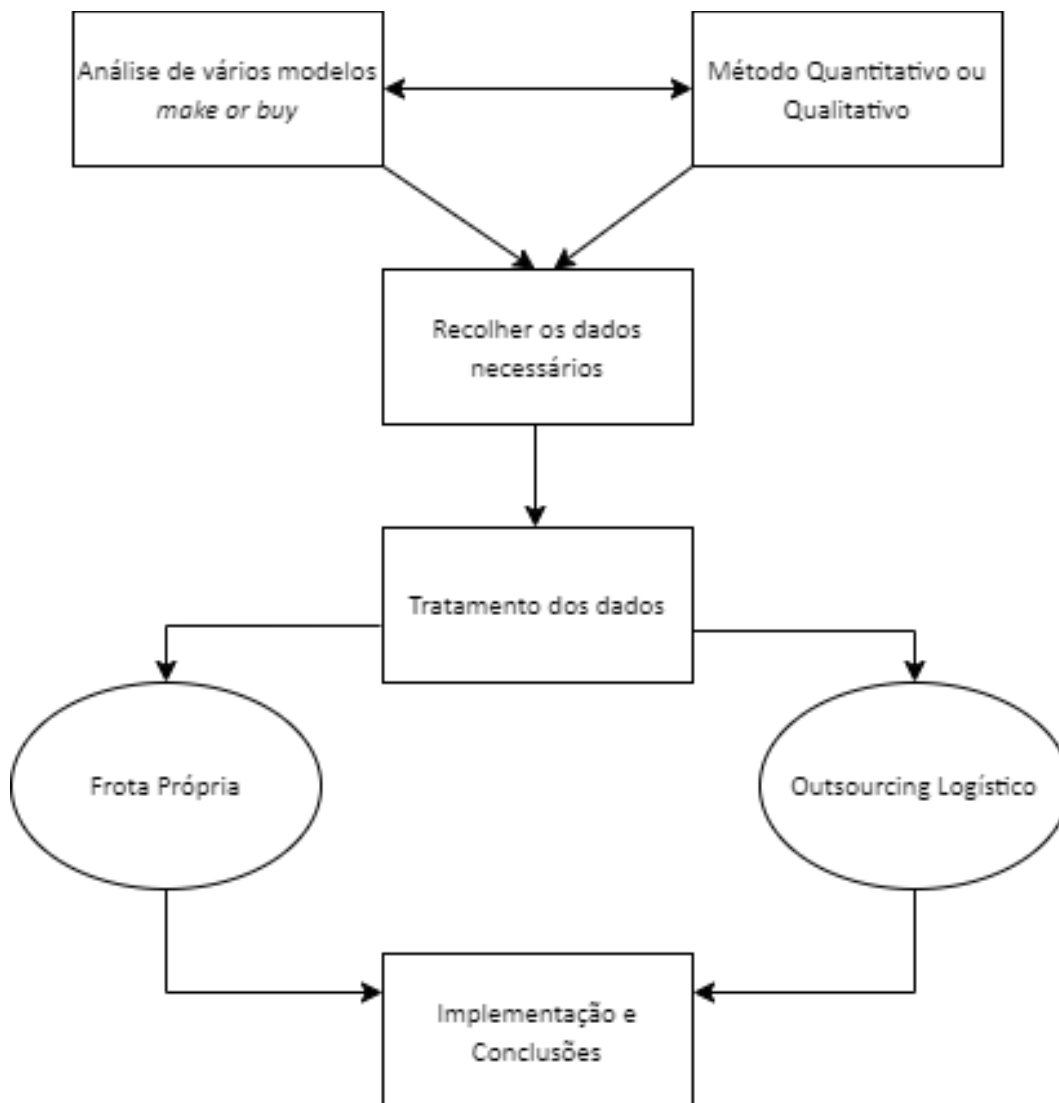 Análise de vários modelos
make or buy
Método Quantitativo ou
Qualitativo
Recolher os dados
necessários
Tratamento dos dados
Frota Própria
Outsourcing Logístico
Implementação e
Conclusões